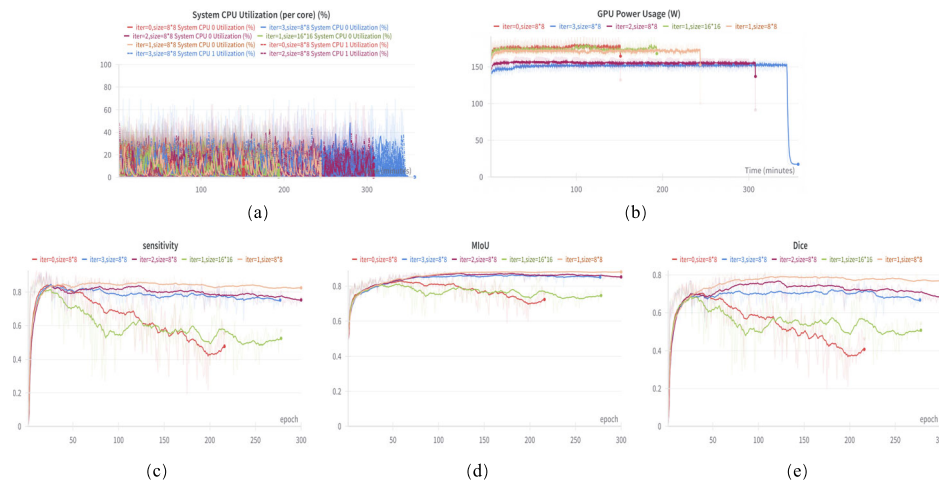 System CPU Utilization (per core) (%)
iter=0,size=8*8 System CPU 0 Utilization (%) iter=3,size=8*8 System CPU 0 Utilization (%)
iter=2,size=8*8 System CPU 0 Utilization (%) iter=1,size=16*16 System CPU 0 Utilization (%)
iter=1,size=8*8 System CPU 0 Utilization (%) iter=0,size=8*8 System CPU 1 Utilization (%)
iter=3,size=8*8 System CPU 1 Utilization (%) iter=2,size=8*8 System CPU 1 Utilization (%)
100
80
60
40
20
0
100 200 300
(a)
GPU Power Usage (W)
iter=0,size=8*8 iter=3,size=8*8 iter=2,size=8*8 iter=1,size=16*16 iter=1,size=8*8
150
100
50
0
Time (minutes)
100 200 300
(b)
sensitivity
iter=0,size=8*8 iter=3,size=8*8 iter=2,size=8*8 iter=1,size=16*16 iter=1,size=8*8
0.8
0.6
0.4
0.2
0
epoch
50 100 150 200 250 300
(c)
MIoU
iter=0,size=8*8 iter=3,size=8*8 iter=2,size=8*8 iter=1,size=16*16 iter=1,size=8*8
0.8
0.6
0.4
0.2
0
epoch
50 100 150 200 250 300
(d)
Dice
iter=0,size=8*8 iter=3,size=8*8 iter=2,size=8*8 iter=1,size=16*16 iter=1,size=8*8
0.8
0.6
0.4
0.2
0
epoch
50 100 150 200 250 300
(e)